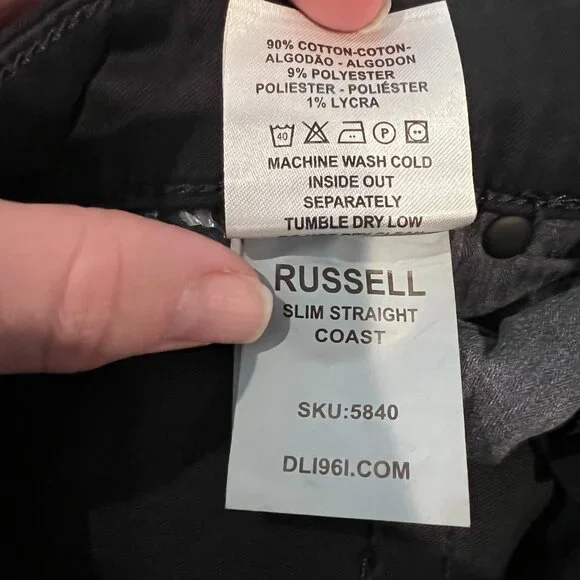 90% COTTON-COTON-
ALGODÃO - ALGODON
9% POLYESTER
POLIESTER - POLIÉSTER
1% LYCRA
40 P
MACHINE WASH COLD
INSIDE OUT
SEPARATELY
TUMBLE DRY LOW
RUSSELL
SLIM STRAIGHT
COAST
SKU:5840
DL196I.COM